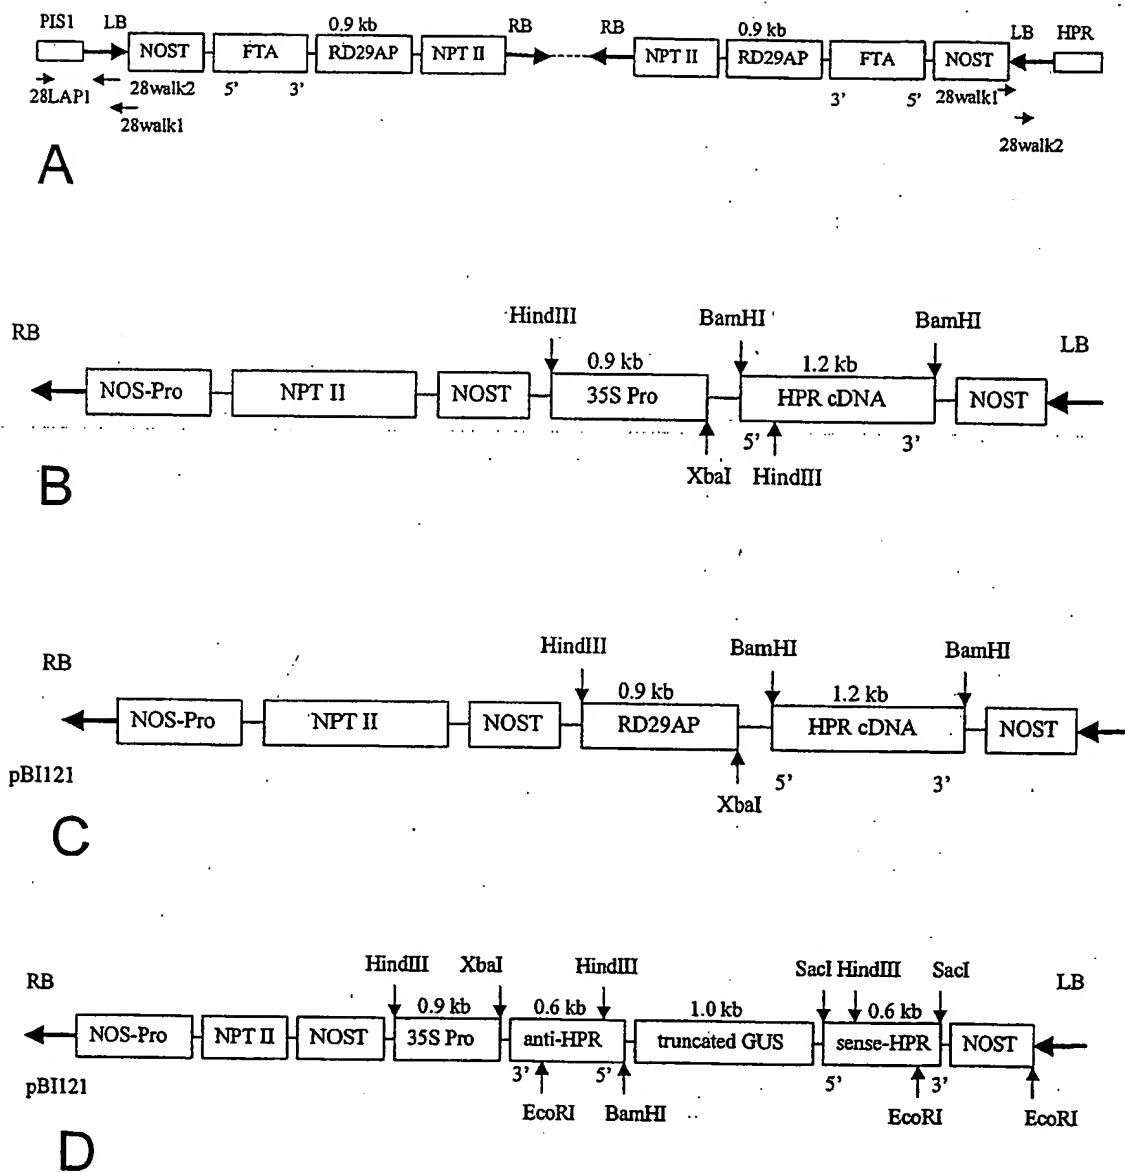 PIS1 LB 0.9 kb RB RB 0.9 kb LB HPR
NOST FTA RD29AP NPT II NPT II RD29AP FTA NOST
28LAP1 28walk2 5’ 3’ 3’ 5’ 28walk1
28walk1 28walk2
A
HindIII BamHI BamHI
RB 0.9 kb 1.2 kb LB
NOS-Pro NPT II NOST 35S Pro HPR cDNA NOST
5’ 3’
XbaI HindIII
B
HindIII BamHI BamHI
RB 0.9 kb 1.2 kb
NOS-Pro NPT II NOST RD29AP HPR cDNA NOST
pBI121 5’ 3’
XbaI
C
HindIII XbaI HindIII SacI HindIII SacI
RB 0.9 kb 0.6 kb 1.0 kb 0.6 kb LB
NOS-Pro NPT II NOST 35S Pro anti-HPR truncated GUS sense-HPR NOST
pBI121 3’ 5’ 5’ 3’
EcoRI BamHI EcoRI EcoRI
D